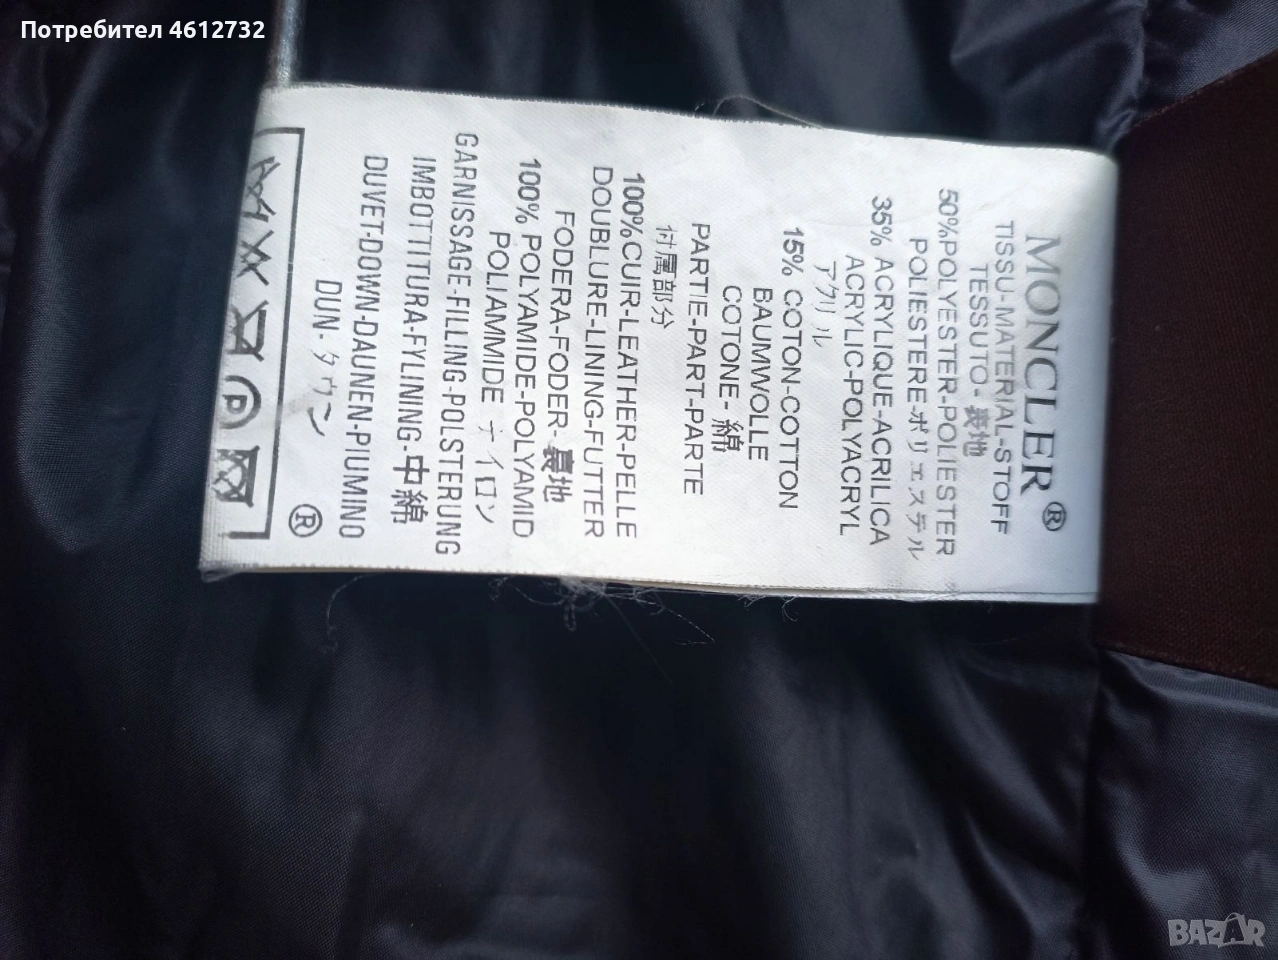 Потребител 4612732
MONCLER®
TISSU-MATERIAL-STOFF
TESSUTO-裏地
50%POLYESTER-POLIESTER
POLIESTERE-ポリエステル
35% ACRYLIQUE-ACRILICA
ACRYLIC-POLYACRYL
アクリル
15% COTON-COTTON
BAUMWOLLE
COTONE-綿
PARTIE-PART-PARTE
付属部分
100%CUIR-LEATHER-PELLE
DOUBLURE-LINING-FUTTER
FODERA-FODER-裏地
100% POLYAMIDE-POLYAMID
POLIAMMIDE ナイロン
GARNISSAGE-FILLING-POLSTERUNG
IMBOTTITURA-FYLINING-中綿
DUVET-DOWN-DAUNEN-PIUMINO
DUN-タウン
®
P
BAZAR